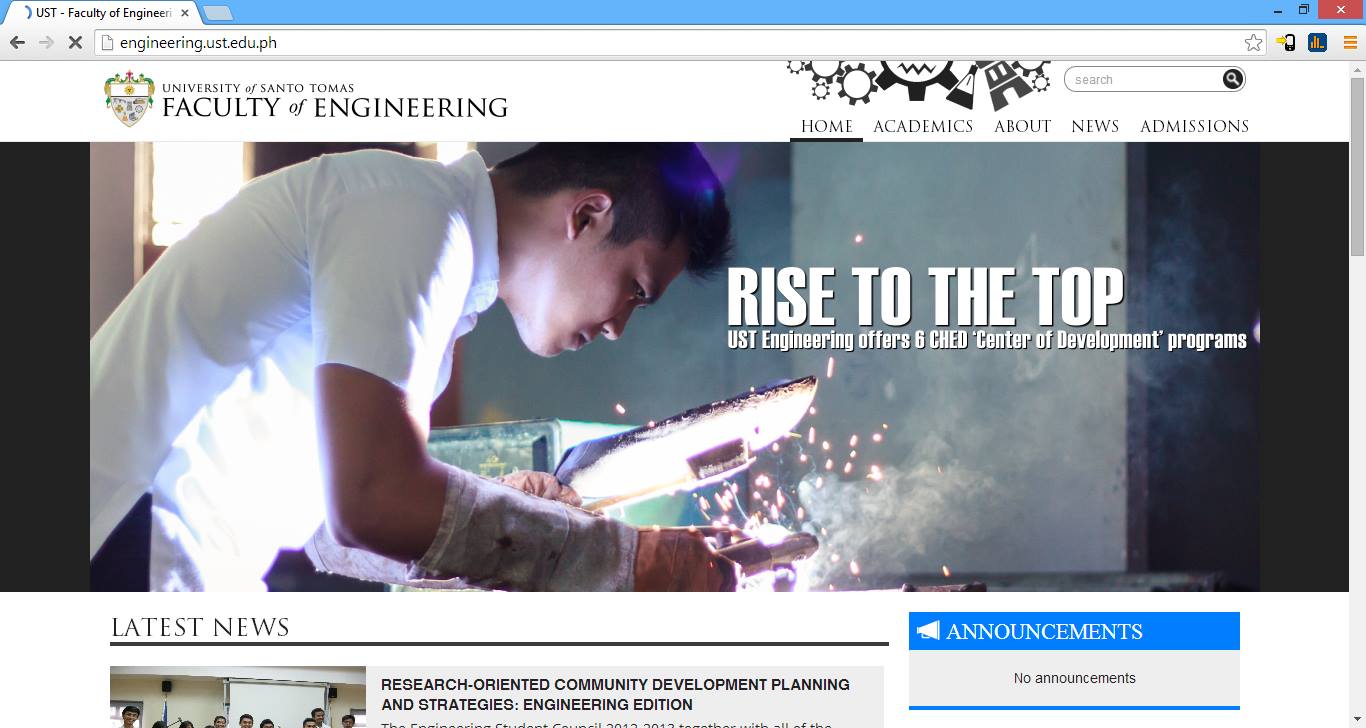 UST - Faculty of Engineeri
engineering.ust.edu.ph
UNIVERSITY of SANTO TOMAS
FACULTY of ENGINEERING
search
HOME ACADEMICS ABOUT NEWS ADMISSIONS
RISE TO THE TOP
UST Engineering offers 6 CHED 'Center of Development' programs
LATEST NEWS
ANNOUNCEMENTS
No announcements
RESEARCH-ORIENTED COMMUNITY DEVELOPMENT PLANNING
AND STRATEGIES: ENGINEERING EDITION
The Engineering Student Council 2012-2013 together with all of the